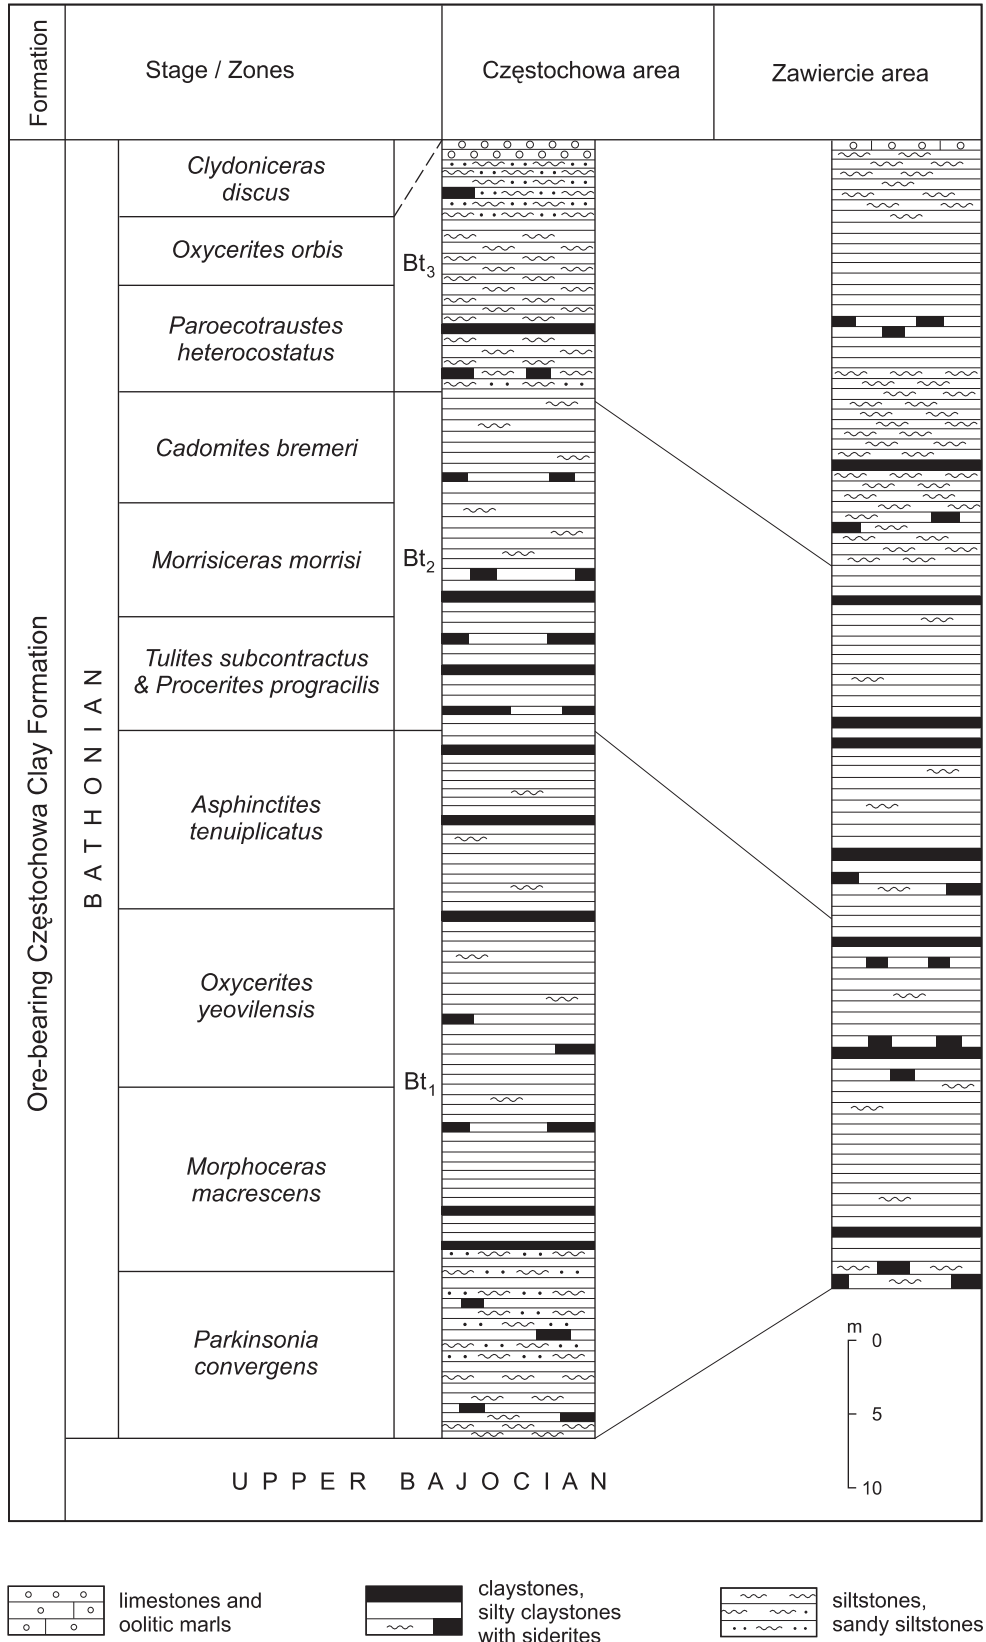 Formation
Stage / Zones
Częstochowa area
Zawiercie area
Ore-bearing Częstochowa Clay Formation
BATHONIAN
Clydoniceras
discus
Oxycerites orbis
Paroecotraustes
heterocostatus
Bt3
Cadomites bremeri
Morrisiceras morrisi
Tulites subcontractus
& Procerites progracilis
Bt2
Asphinctites
tenuiplicatus
Oxycerites
yeovilensis
Morphoceras
macrescens
Parkinsonia
convergens
Bt1
UPPER BAJOCIAN
m
0
5
10
limestones and
oolitic marls
claystones,
silty claystones
with siderites
siltstones,
sandy siltstones